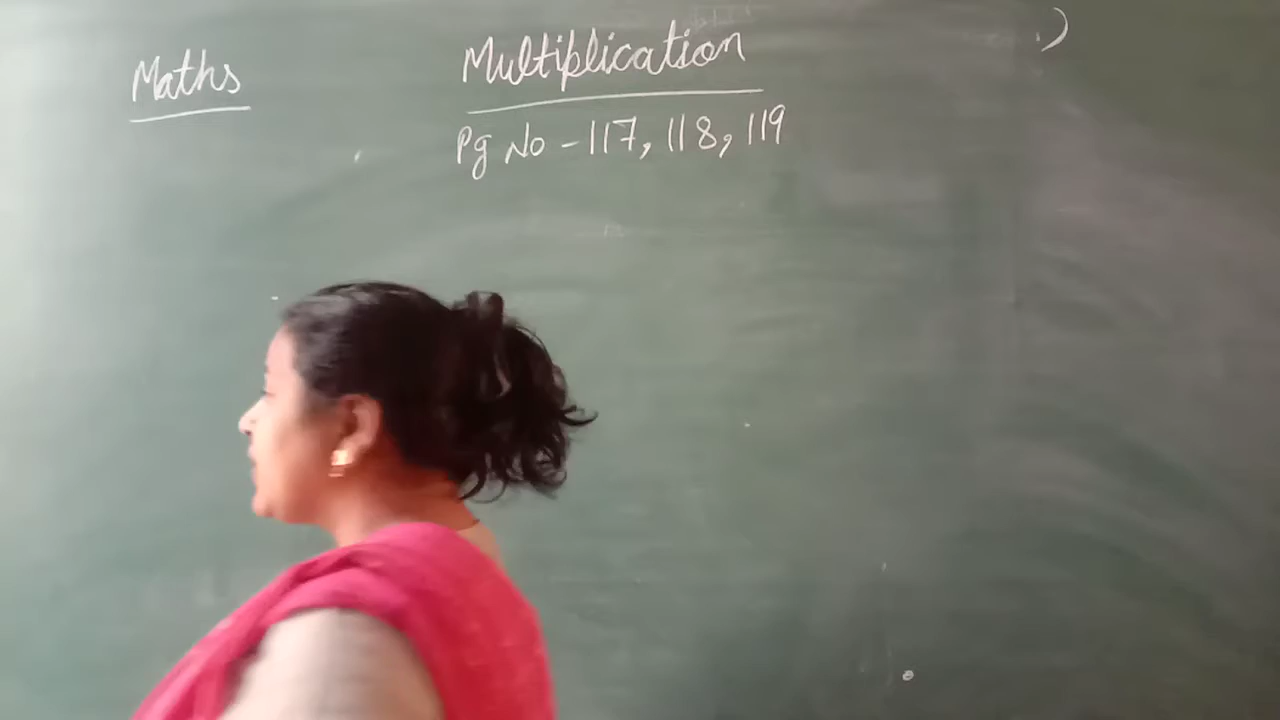 Maths
Multiplication
Pg No - 117, 118, 119